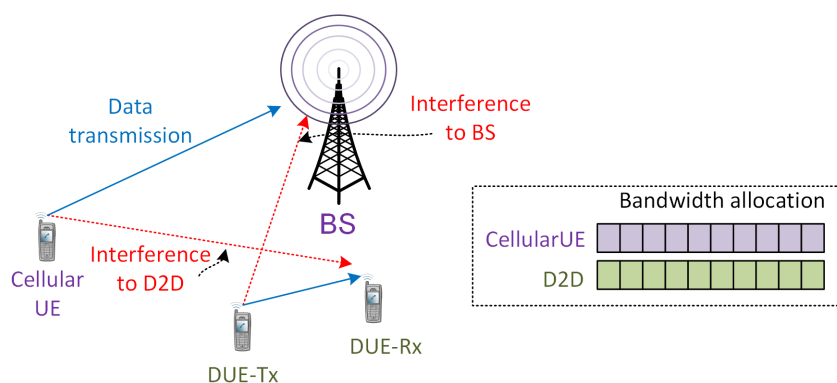 Data
transmission
Interference
to BS
BS
Cellular
UE
Interference
to D2D
DUE-Tx
DUE-Rx
Bandwidth allocation
CellularUE
D2D